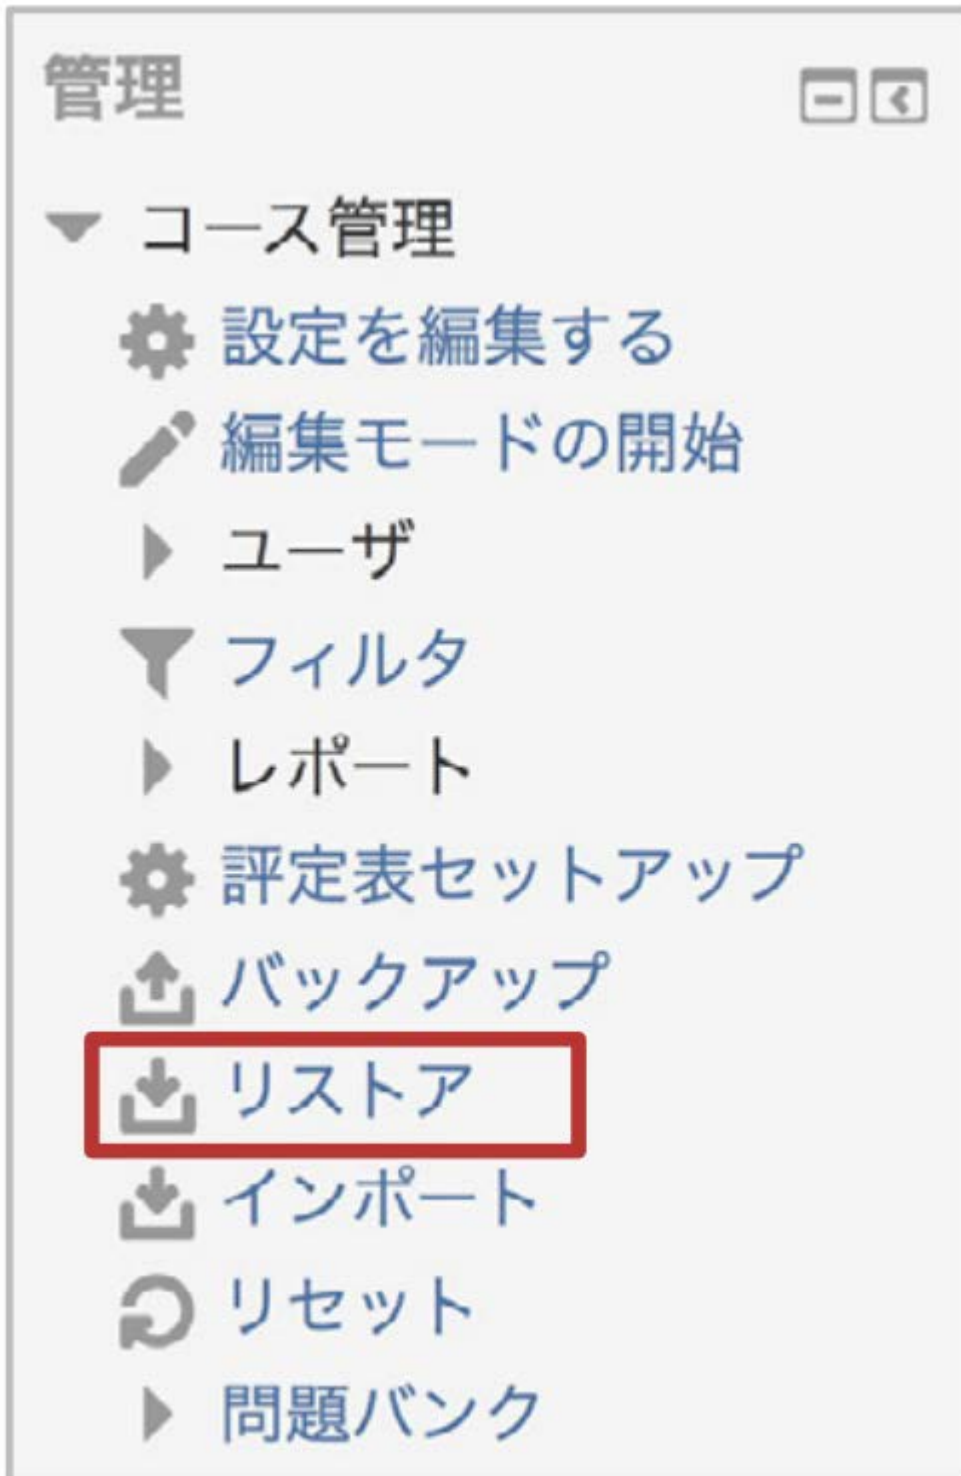 管理
コース管理
設定を編集する
編集モードの開始
ユーザ
フィルタ
レポート
評定表セットアップ
バックアップ
リストア
インポート
リセット
問題バンク